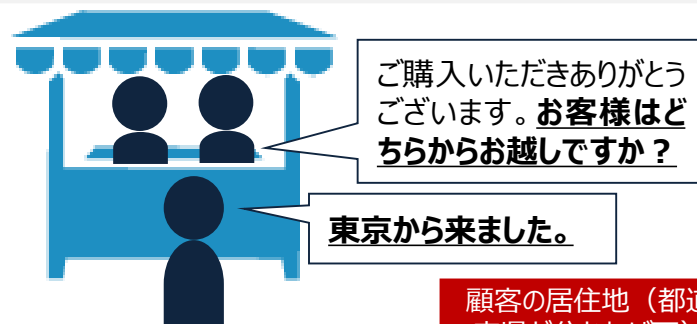 ご購入いただきありがとう
ございます。お客様はど
ちらからお越しですか？
東京から来ました。
顧客の居住地（都道